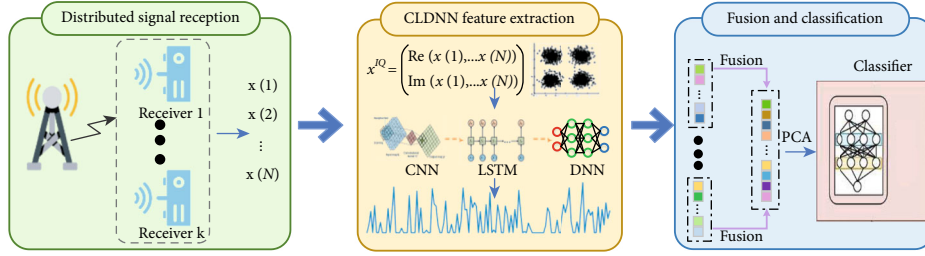 Distributed signal reception
Receiver 1
Receiver k
x (1)
x (2)
...
x (N)
CLDNN feature extraction
x^IQ = (Re (x (1),...x (N))
Im (x (1),...x (N)))
CNN
LSTM
DNN
Fusion and classification
Fusion
Fusion
PCA
Classifier